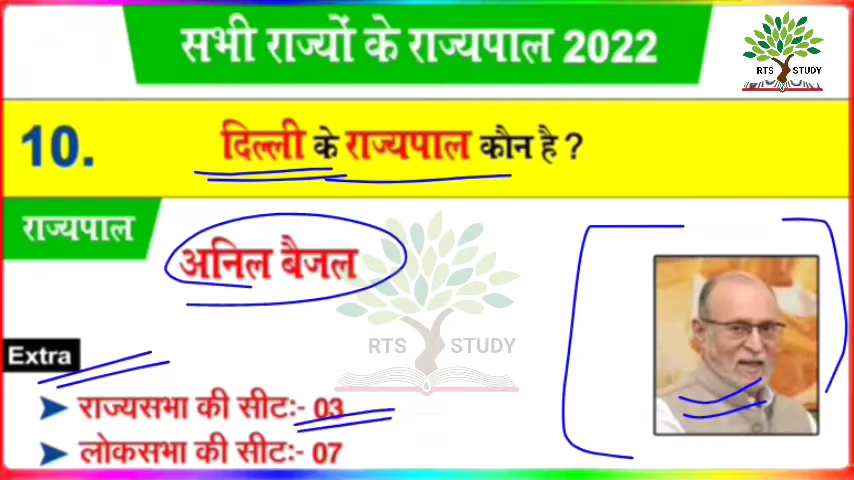 सभी राज्यों के राज्यपाल 2022
RTS STUDY
10. दिल्ली के राज्यपाल कौन है ?
राज्यपाल
अनिल बैजल
RTS STUDY
Extra
राज्यसभा की सीटः- 03
लोकसभा की सीटः- 07